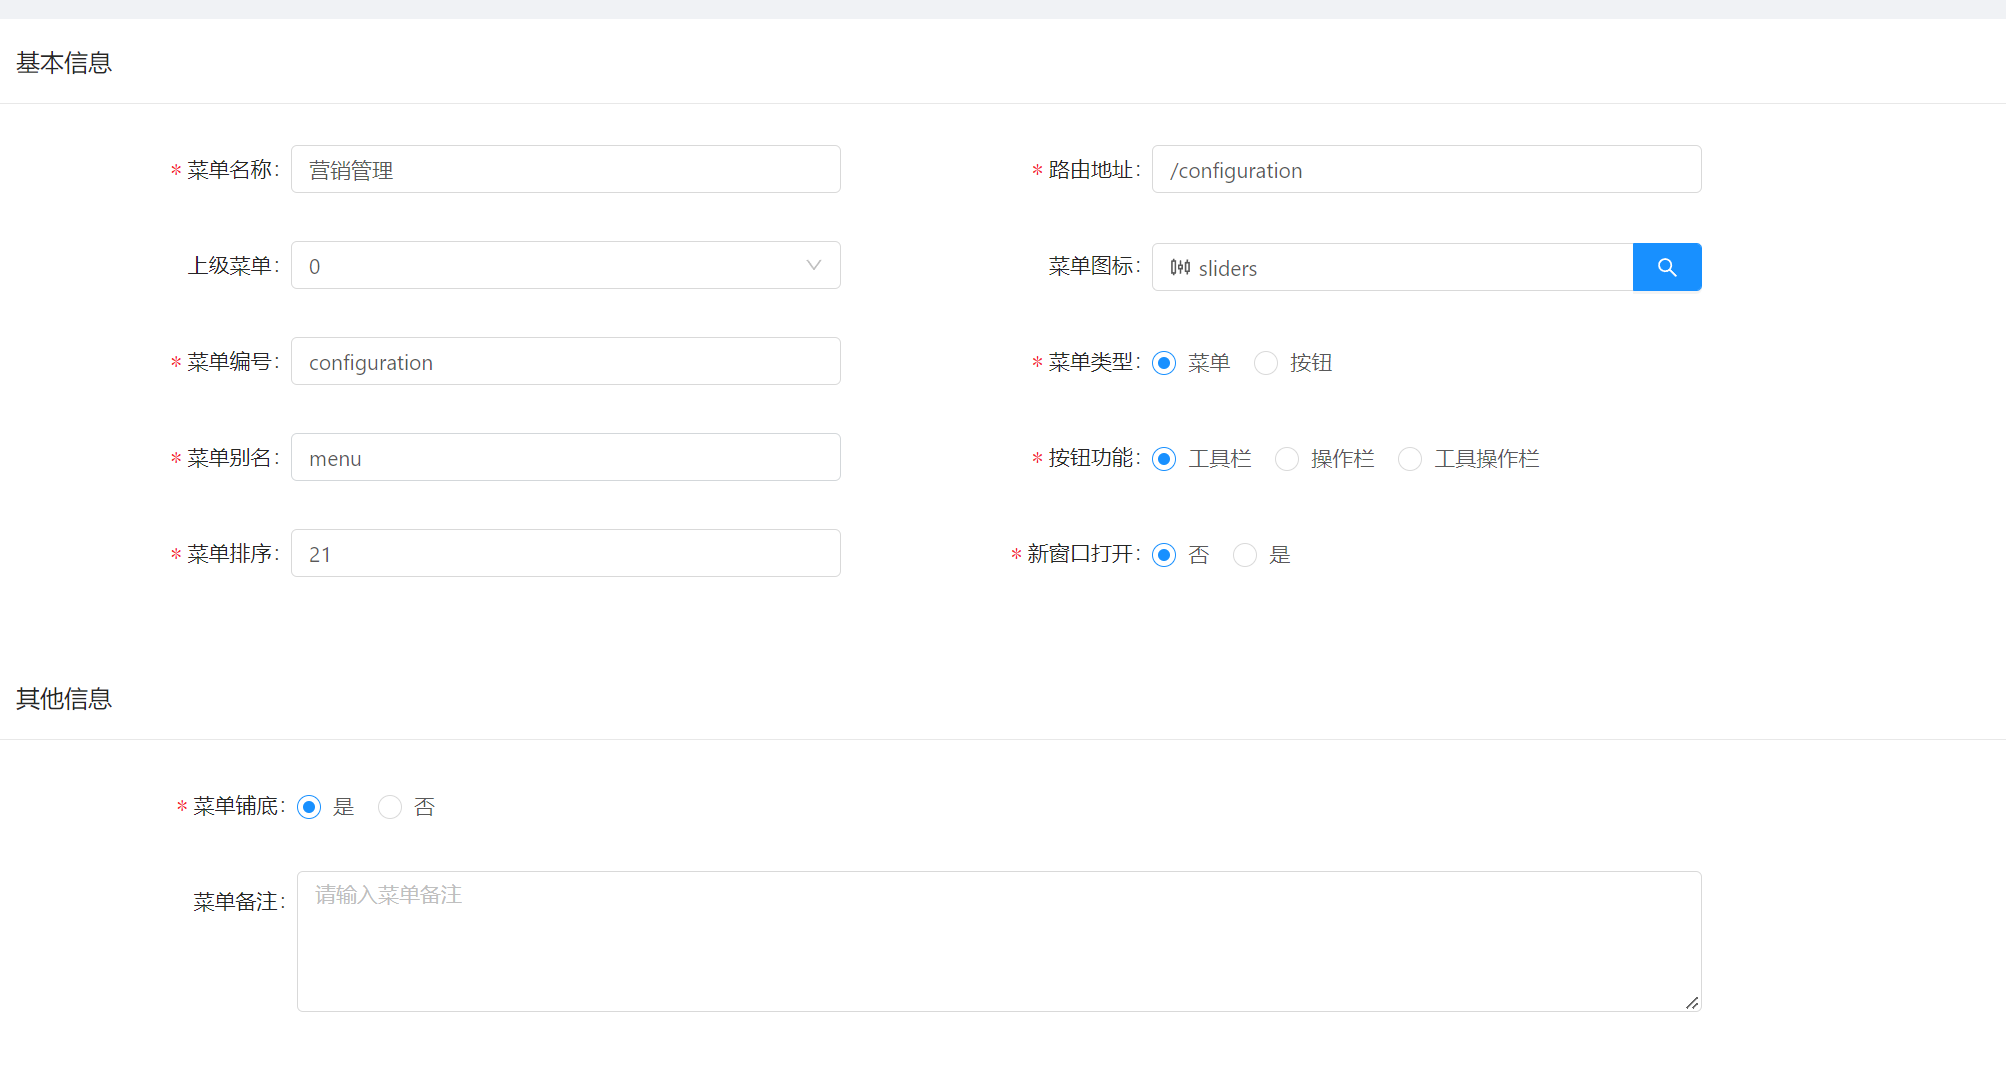 基本信息
* 菜单名称: 营销管理
* 路由地址: /configuration
上级菜单: 0
菜单图标: sliders
* 菜单编号: configuration
* 菜单类型: 菜单 按钮
* 菜单别名: menu
* 按钮功能: 工具栏 操作栏 工具操作栏
* 菜单排序: 21
* 新窗口打开: 否 是
其他信息
* 菜单铺底: 是 否
菜单备注: 请输入菜单备注